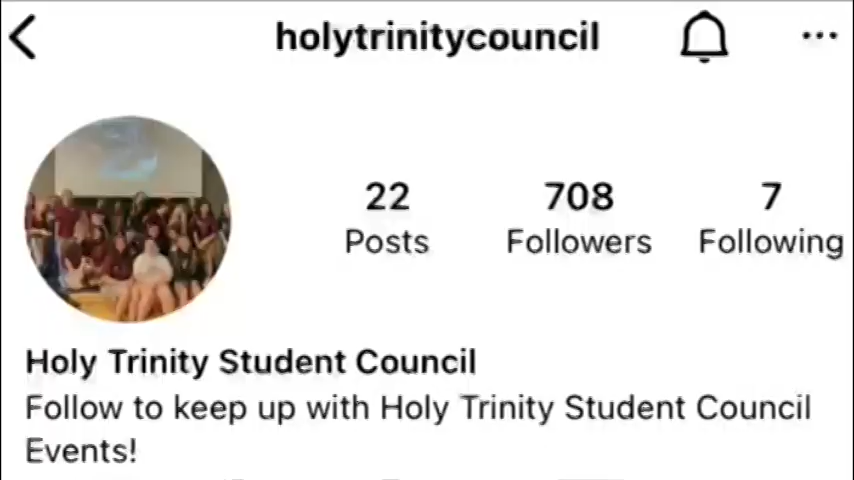 holytrinitycouncil
22 708 7
Posts Followers Following
Holy Trinity Student Council
Follow to keep up with Holy Trinity Student Council
Events!